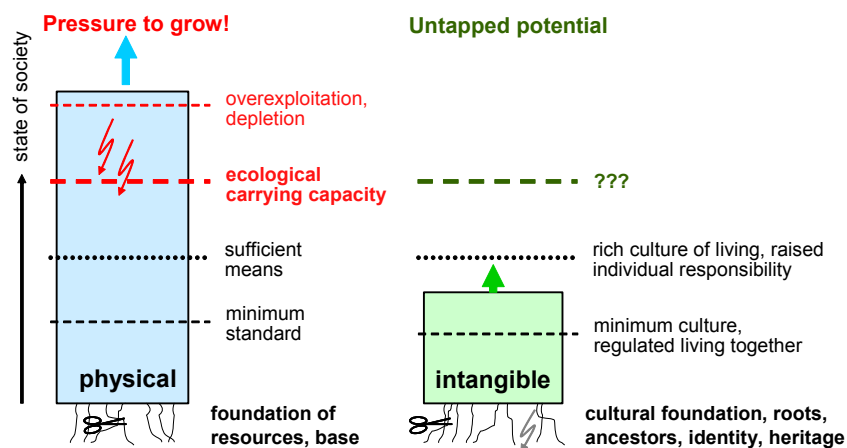 Pressure to grow!
Untapped potential
state of society
overexploitation,
depletion
ecological
carrying capacity
???
sufficient
means
rich culture of living, raised
individual responsibility
minimum
standard
minimum culture,
regulated living together
physical
intangible
foundation of
resources, base
cultural foundation, roots,
ancestors, identity, heritage